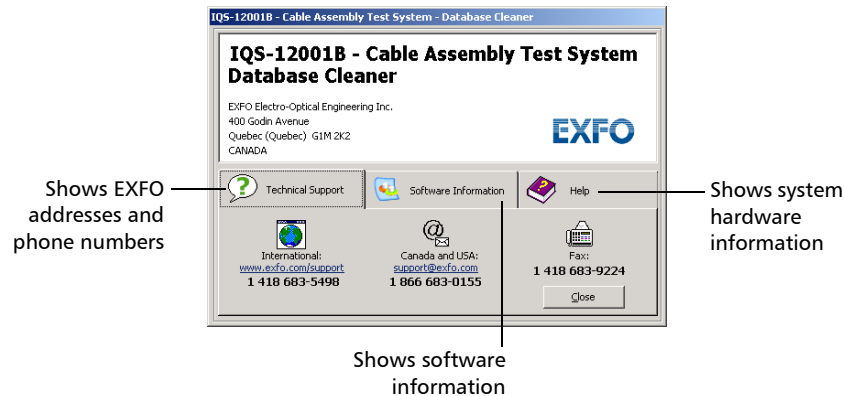 IQS-12001B - Cable Assembly Test System - Database Cleaner
IQS-12001B - Cable Assembly Test System
Database Cleaner
EXFO Electro-Optical Engineering Inc.
400 Godin Avenue
Quebec (Quebec) G1M 2K2
CANADA
EXFO
Technical Support
Software Information
Help
International:
www.exfo.com/support
1 418 683-5498
Canada and USA:
support@exfo.com
1 866 683-0155
Fax:
1 418 683-9224
Close
Shows EXFO
addresses and
phone numbers
Shows system
hardware
information
Shows software
information